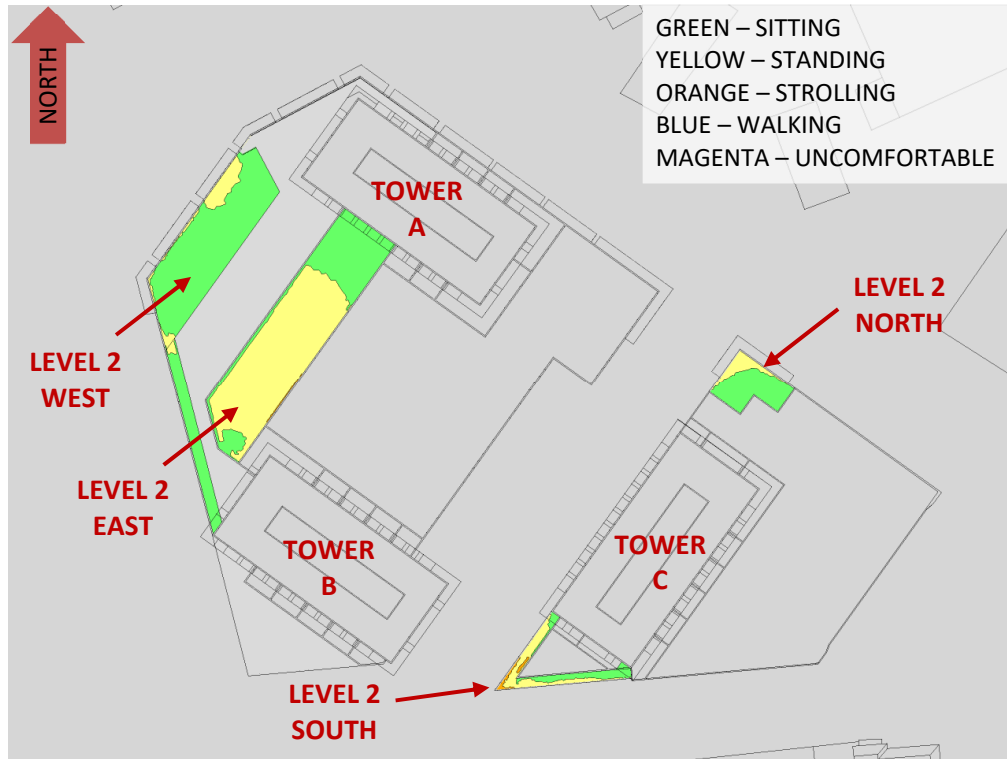 NORTH
GREEN – SITTING
YELLOW – STANDING
ORANGE – STROLLING
BLUE – WALKING
MAGENTA – UNCOMFORTABLE
TOWER
A
LEVEL 2
NORTH
LEVEL 2
WEST
LEVEL 2
EAST
TOWER
B
TOWER
C
LEVEL 2
SOUTH